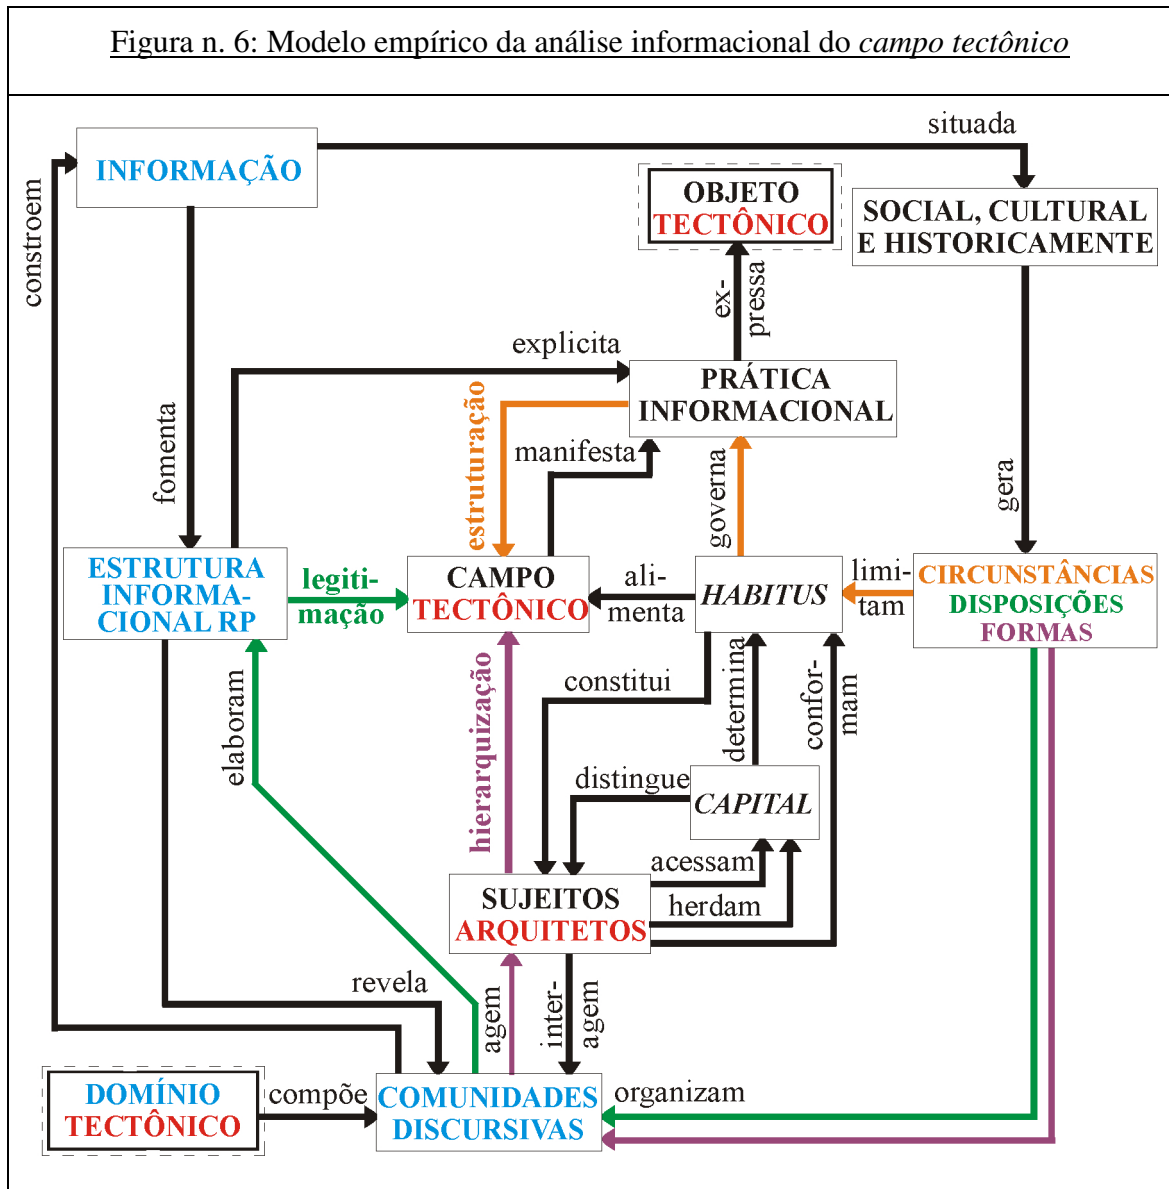 Figura n. 6: Modelo empírico da análise informacional do campo tectônico
situada
INFORMAÇÃO
constroem
OBJETO
TECTÔNICO
SOCIAL, CULTURAL
E HISTORICAMENTE
ex-
pressa
explicita
PRÁTICA
INFORMACIONAL
fomenta
estruturação
manifesta
governa
gera
ESTRUTURA
INFORMA-
CIONAL RP
legiti-
mação
CAMPO
TECTÔNICO
ali-
menta
HABITUS
limi-
tam
CIRCUNSTÂNCIAS
DISPOSIÇÕES
FORMAS
elaboram
hierarquização
constitui
determina
confor-
mam
distingue
CAPITAL
acessam
SUJEITOS
ARQUITETOS
herdam
revela
agem
inter-
agem
DOMÍNIO
TECTÔNICO
compõe
COMUNIDADES
DISCURSIVAS
organizam